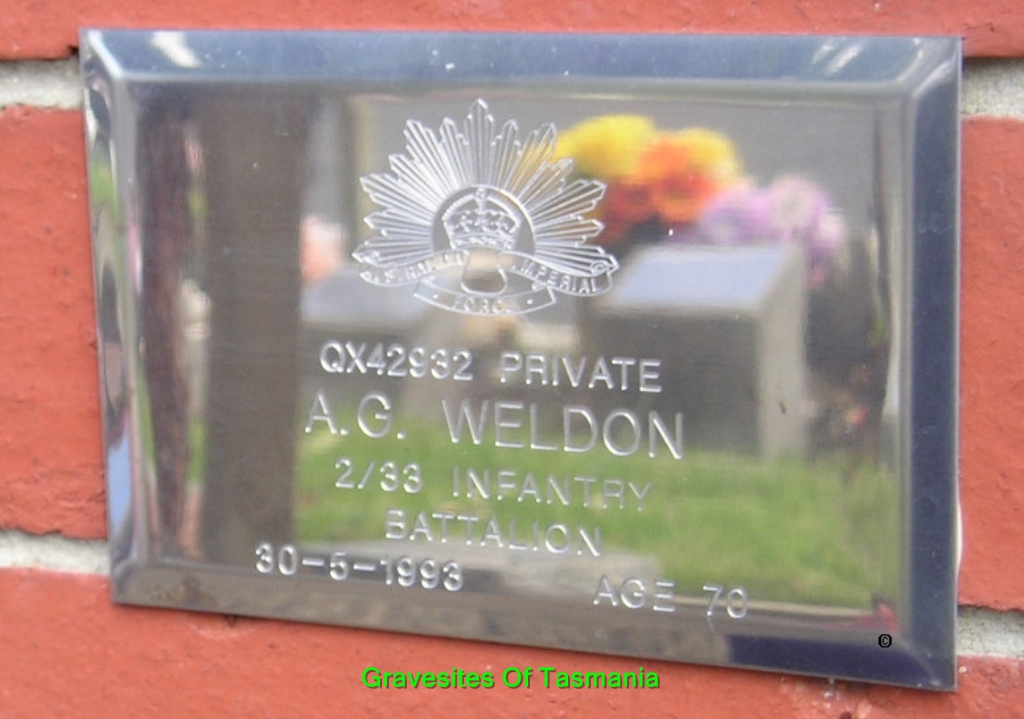 AUSTRALIAN IMPERIAL
FORCE
QX42932 PRIVATE
A.G. WELDON
2/33 INFANTRY
BATTALION
30-5-1993 AGE 70
©
Gravesites Of Tasmania